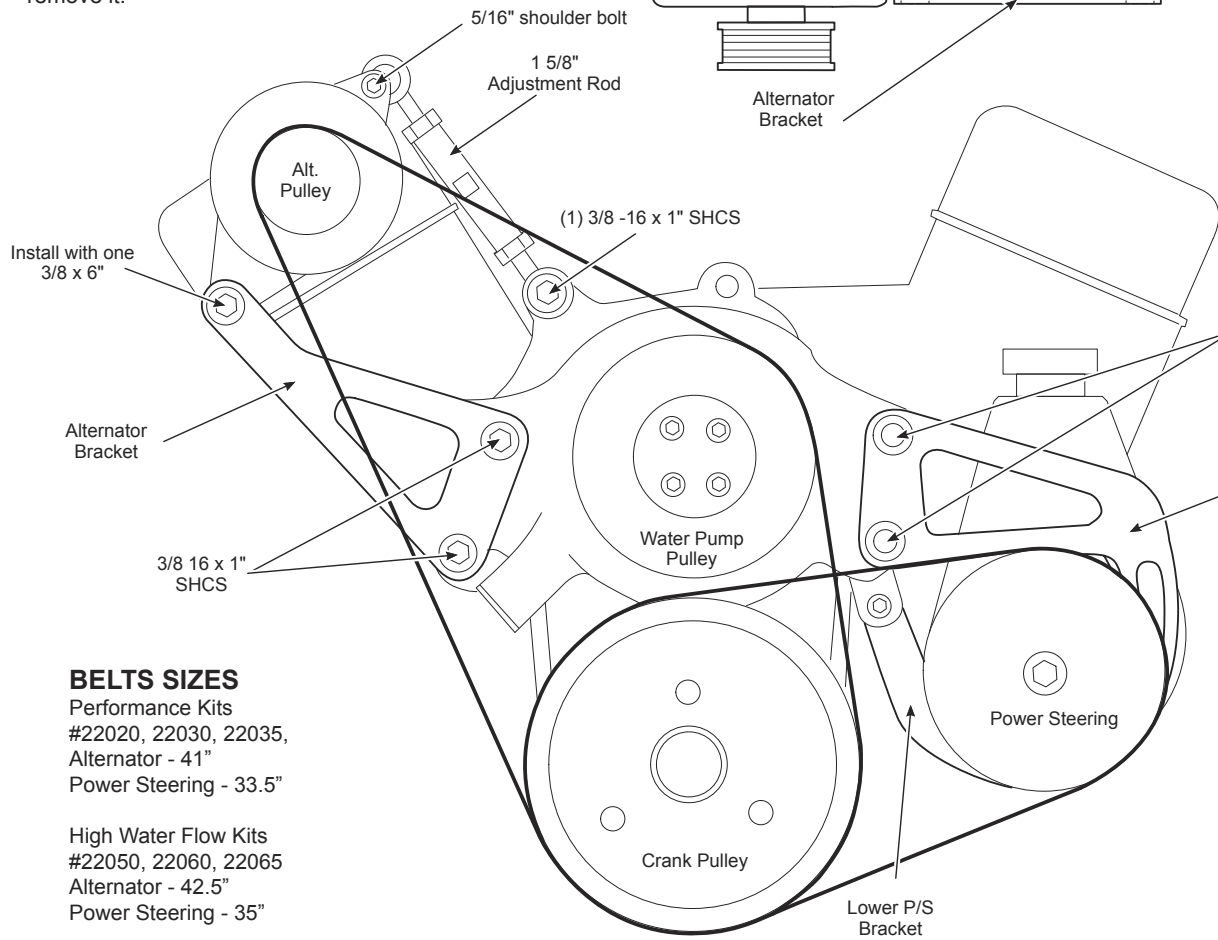 remove it.
5/16" shoulder bolt
1 5/8"
Adjustment Rod
Alternator
Bracket
Alt.
Pulley
(1) 3/8 -16 x 1" SHCS
Install with one
3/8 x 6"
Alternator
Bracket
Water Pump
Pulley
3/8 16 x 1"
SHCS
BELTS SIZES
Performance Kits
#22020, 22030, 22035,
Alternator - 41”
Power Steering - 33.5”
High Water Flow Kits
#22050, 22060, 22065
Alternator - 42.5”
Power Steering - 35”
Power Steering
Crank Pulley
Lower P/S
Bracket